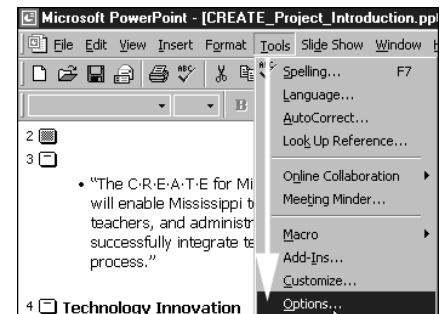 Microsoft PowerPoint - [CREATE_Project_Introduction.pp
File Edit View Insert Format Tools Slide Show Window
Spelling... F7
Language...
AutoCorrect...
Look Up Reference...
Online Collaboration
Meeting Minder...
Macro
Add-Ins...
Customize...
Options...
B
2
3
• "The C·R·E·A·T·E for Mi
will enable Mississippi t
teachers, and administr
successfully integrate te
process."
4 Technology Innovation